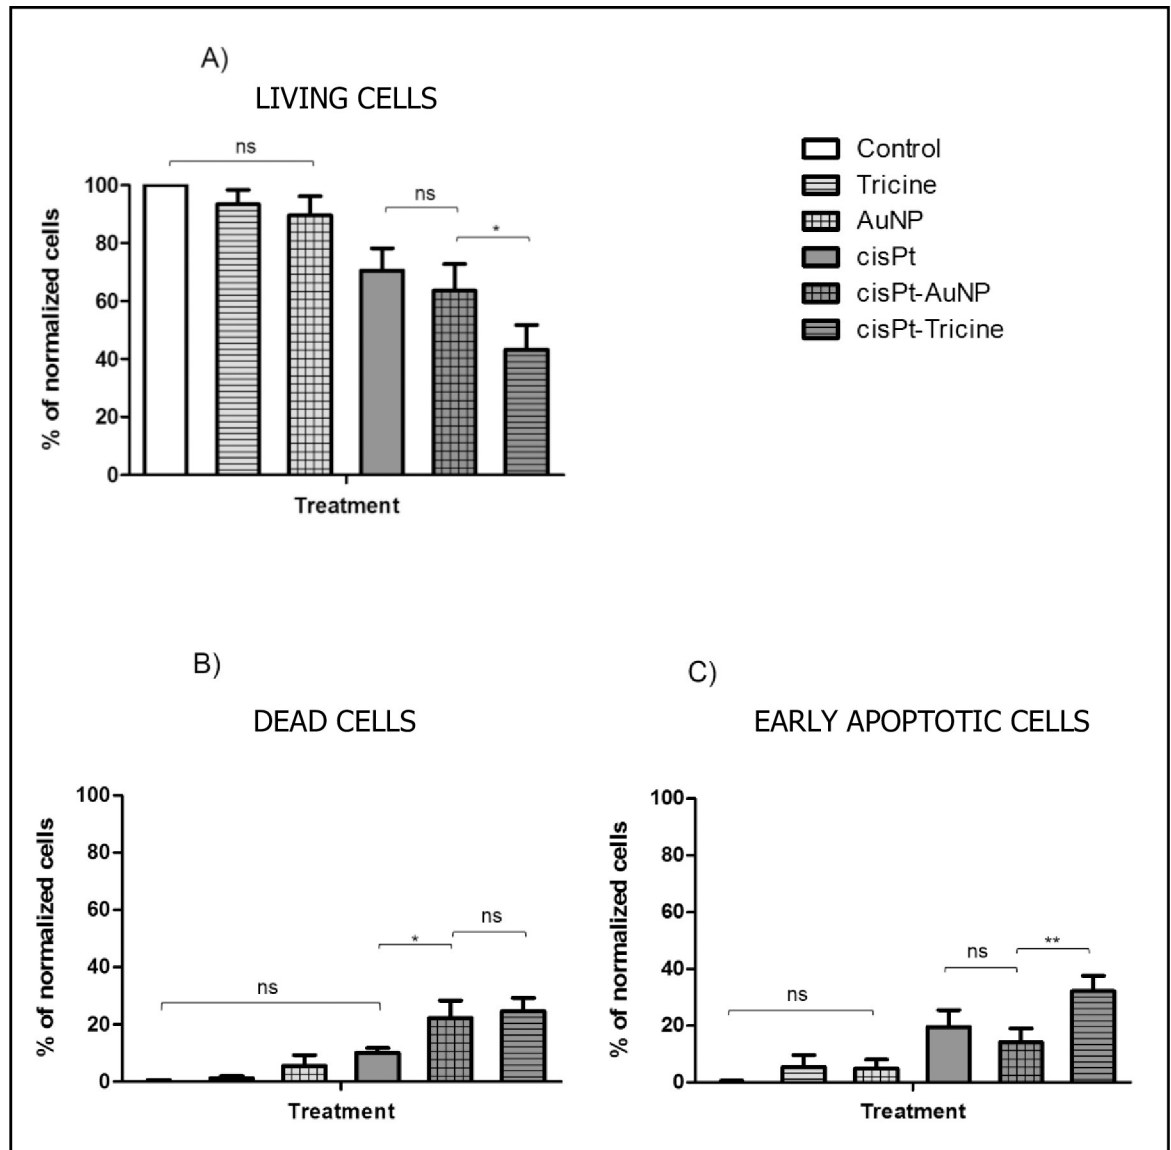 A)
LIVING CELLS
ns
ns
*
100
80
60
40
20
0
% of normalized cells
Treatment
Control
Tricine
AuNP
cisPt
cisPt-AuNP
cisPt-Tricine
B)
DEAD CELLS
100
80
60
40
20
0
% of normalized cells
ns
*
ns
Treatment
C)
EARLY APOPTOTIC CELLS
100
80
60
40
20
0
% of normalized cells
ns
ns
**
Treatment